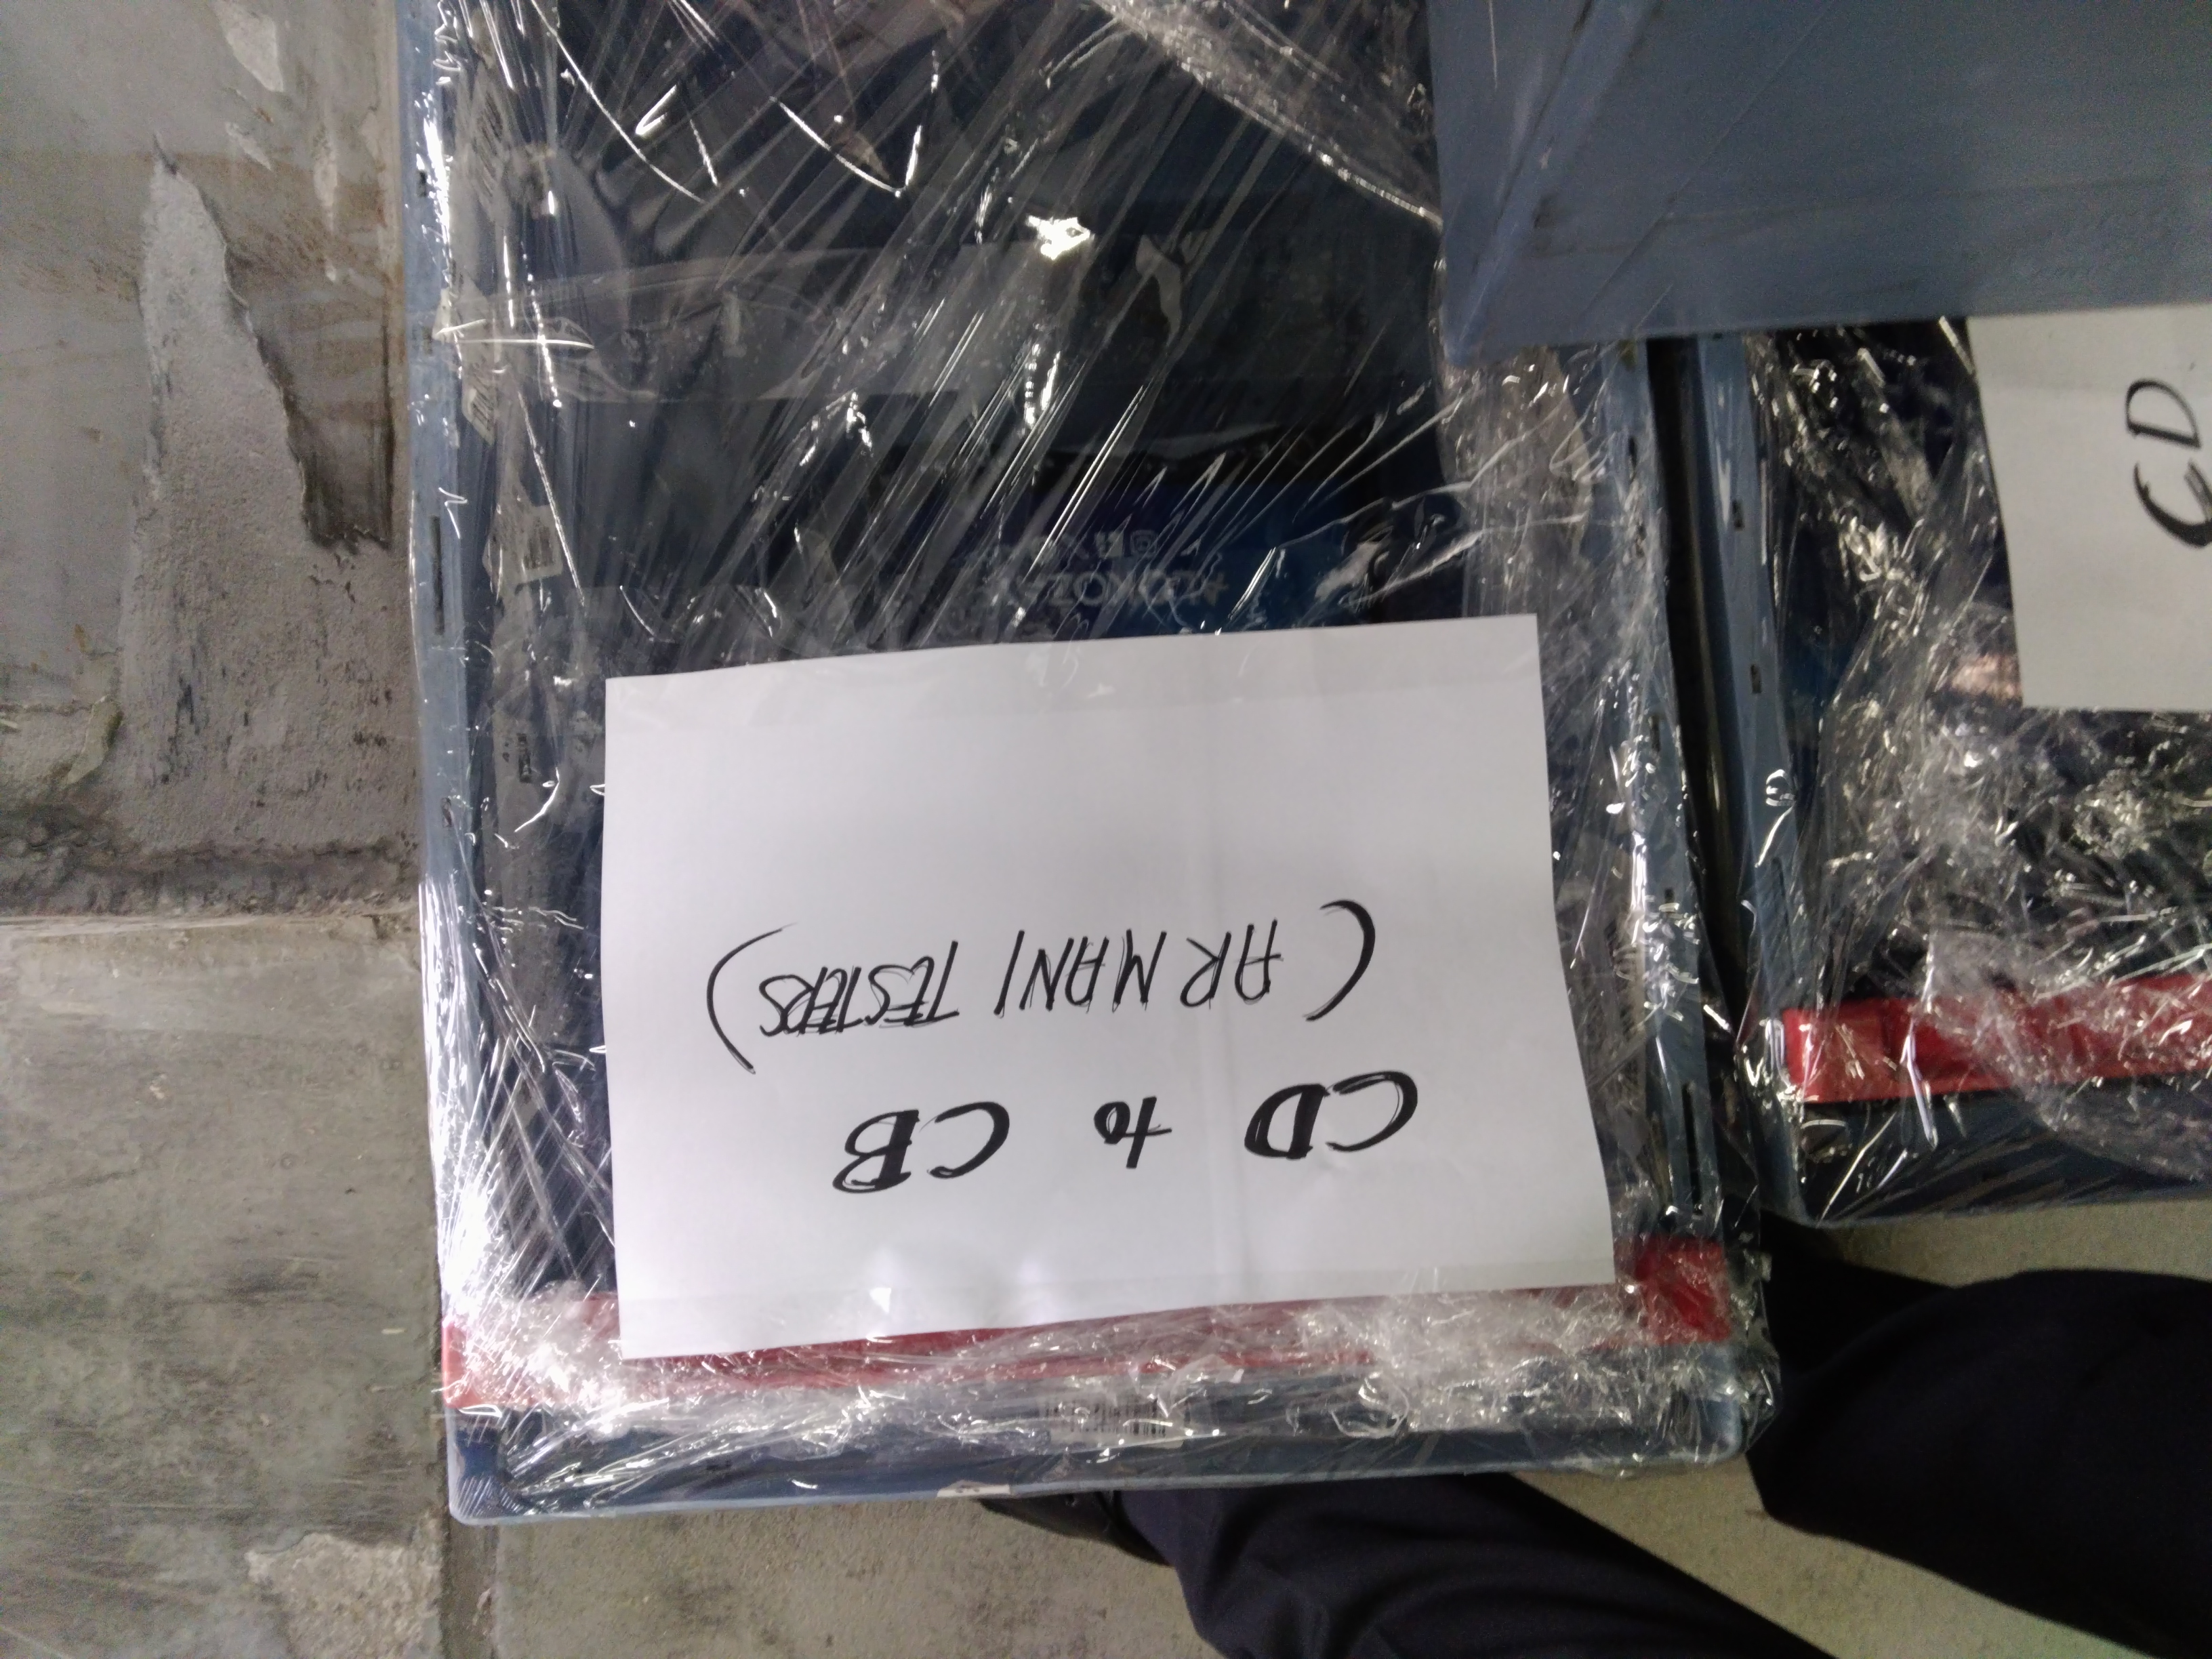 CD to CB
(ARMANI TESTERS)
CD